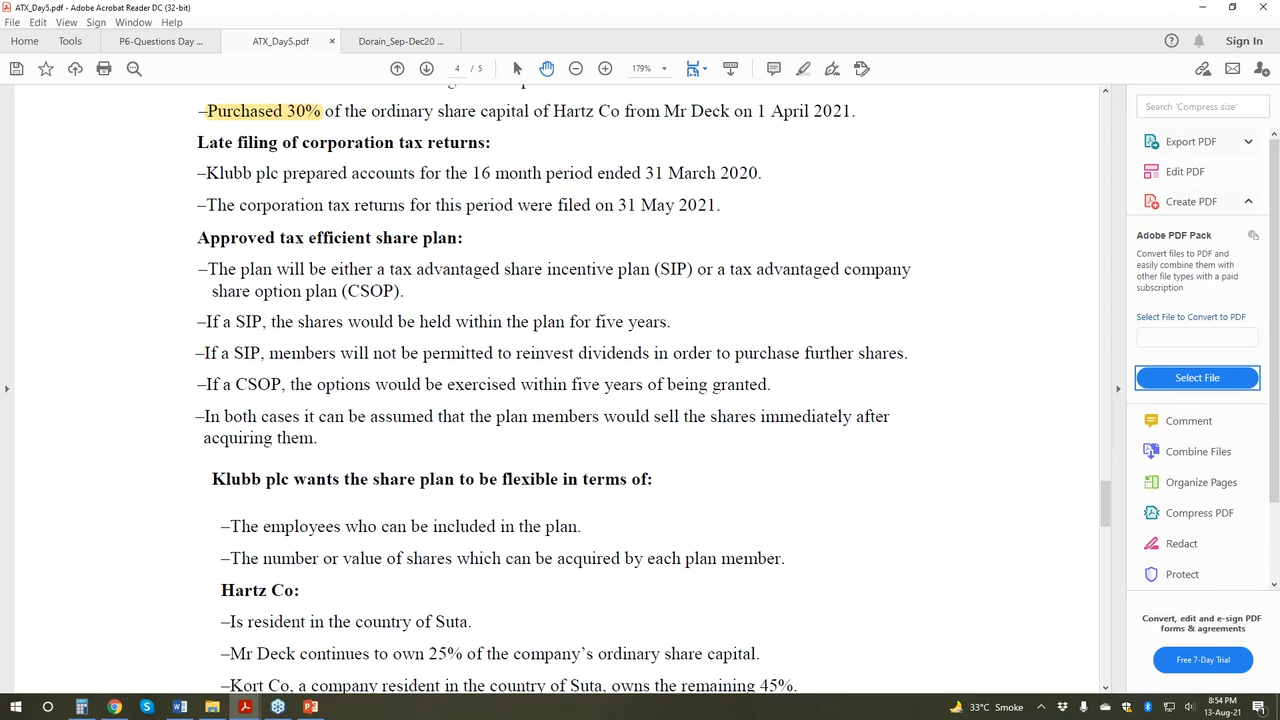 ATX_Day5.pdf - Adobe Acrobat Reader DC (32-bit)
File Edit View Sign Window Help
Home Tools P6-Questions Day ... ATX_Day5.pdf × Dorain_Sep-Dec20 ... Sign In
4 / 5 179%
–Purchased 30% of the ordinary share capital of Hartz Co from Mr Deck on 1 April 2021.
Late filing of corporation tax returns:
–Klubb plc prepared accounts for the 16 month period ended 31 March 2020.
–The corporation tax returns for this period were filed on 31 May 2021.
Approved tax efficient share plan:
–The plan will be either a tax advantaged share incentive plan (SIP) or a tax advantaged company
share option plan (CSOP).
–If a SIP, the shares would be held within the plan for five years.
–If a SIP, members will not be permitted to reinvest dividends in order to purchase further shares.
–If a CSOP, the options would be exercised within five years of being granted.
–In both cases it can be assumed that the plan members would sell the shares immediately after
acquiring them.
Klubb plc wants the share plan to be flexible in terms of:
–The employees who can be included in the plan.
–The number or value of shares which can be acquired by each plan member.
Hartz Co:
–Is resident in the country of Suta.
–Mr Deck continues to own 25% of the company's ordinary share capital.
–Kort Co, a company resident in the country of Suta, owns the remaining 45%.
Search 'Compress size'
Export PDF
Edit PDF
Create PDF
Adobe PDF Pack
Convert files to PDF and
easily combine them with
other file types with a paid
subscription
Select File to Convert to PDF
Select File
Comment
Combine Files
Organize Pages
Compress PDF
Redact
Protect
Convert, edit and e-sign PDF
forms & agreements
Free 7-Day Trial
33°C Smoke
8:54 PM
13-Aug-21